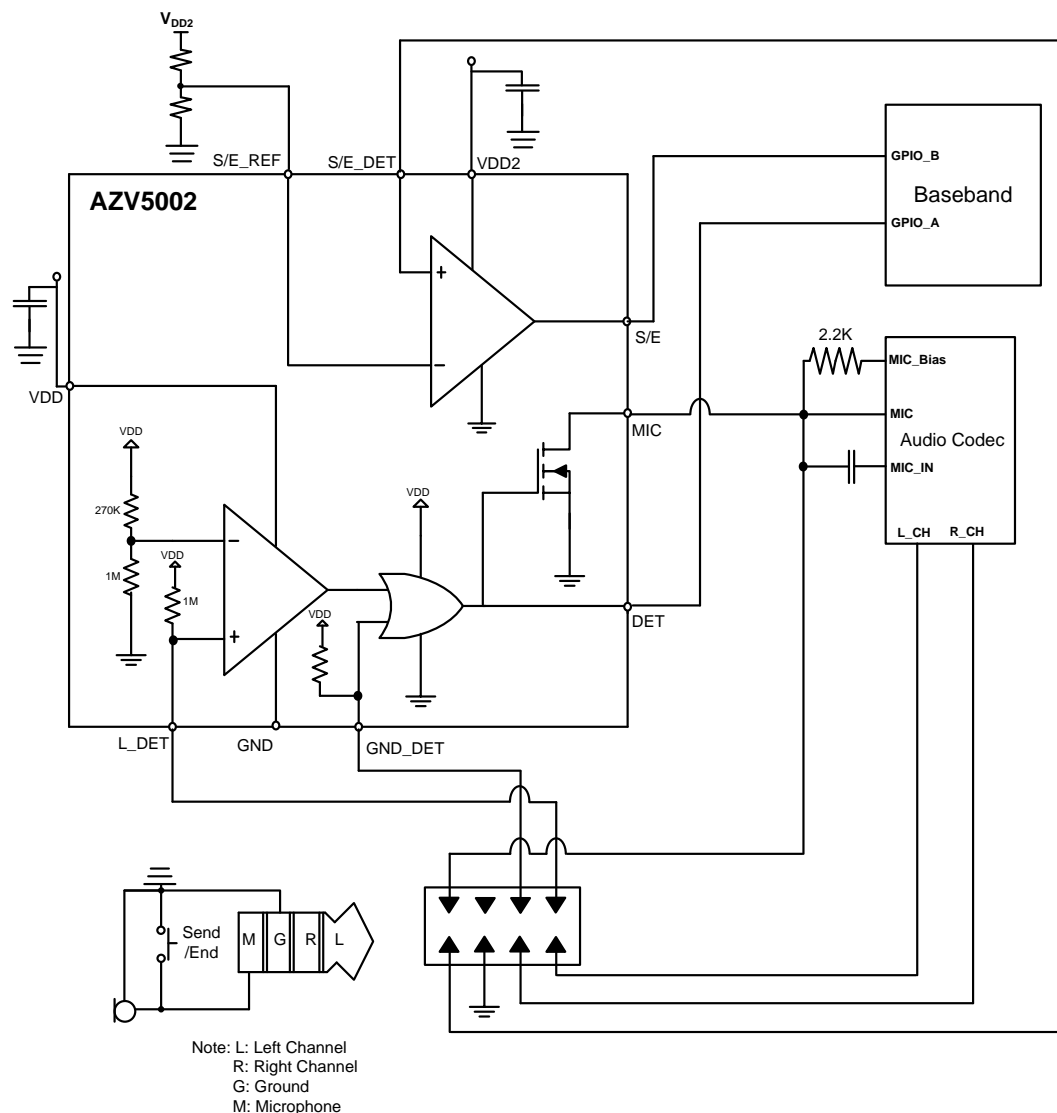 VDD2
S/E_REF
S/E_DET
VDD2
AZV5002
GPIO_B
Baseband
GPIO_A
+
−
S/E
2.2K
MIC_Bias
MIC
MIC
Audio Codec
MIC_IN
L_CH R_CH
VDD
VDD
270K
VDD
1M
1M
−
+
VDD
VDD
DET
L_DET
GND
GND_DET
Send
/End
M G R L
Note: L: Left Channel
R: Right Channel
G: Ground
M: Microphone